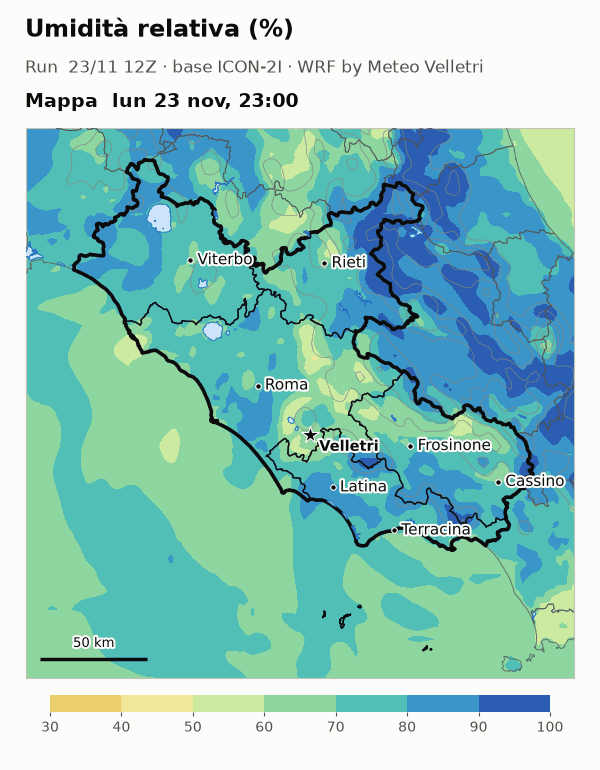 Umidità relativa (%)
Run  23/11 12Z · base ICON-2I · WRF by Meteo Velletri
Mappa  lun 23 nov, 23:00
Viterbo
Rieti
Roma
Velletri
Frosinone
Cassino
Latina
Terracina
50 km
30 40 50 60 70 80 90 100